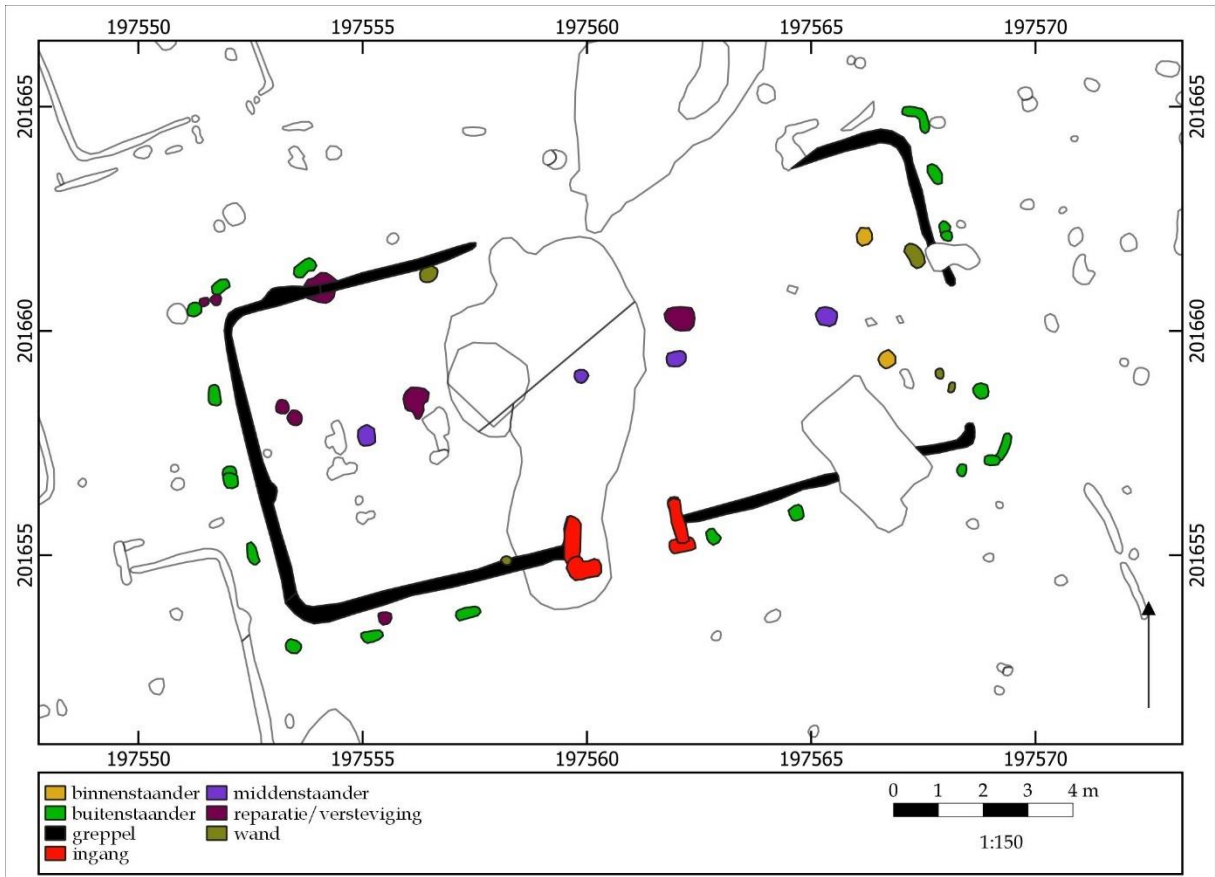 197550 197555 197560 197565 197570
201665 201665
201660 201660
201655 201655
197550 197555 197560 197565 197570
binnenstaander middenstaander
buitenstaander reparatie/versteviging
greppel wand
ingang
0 1 2 3 4 m
1:150